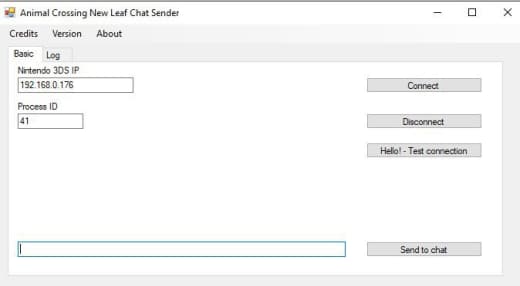 Animal Crossing New Leaf Chat Sender
Credits Version About
Basic Log
Nintendo 3DS IP
192.168.0.176 Connect
Process ID
41 Disconnect
Hello! - Test connection
Send to chat